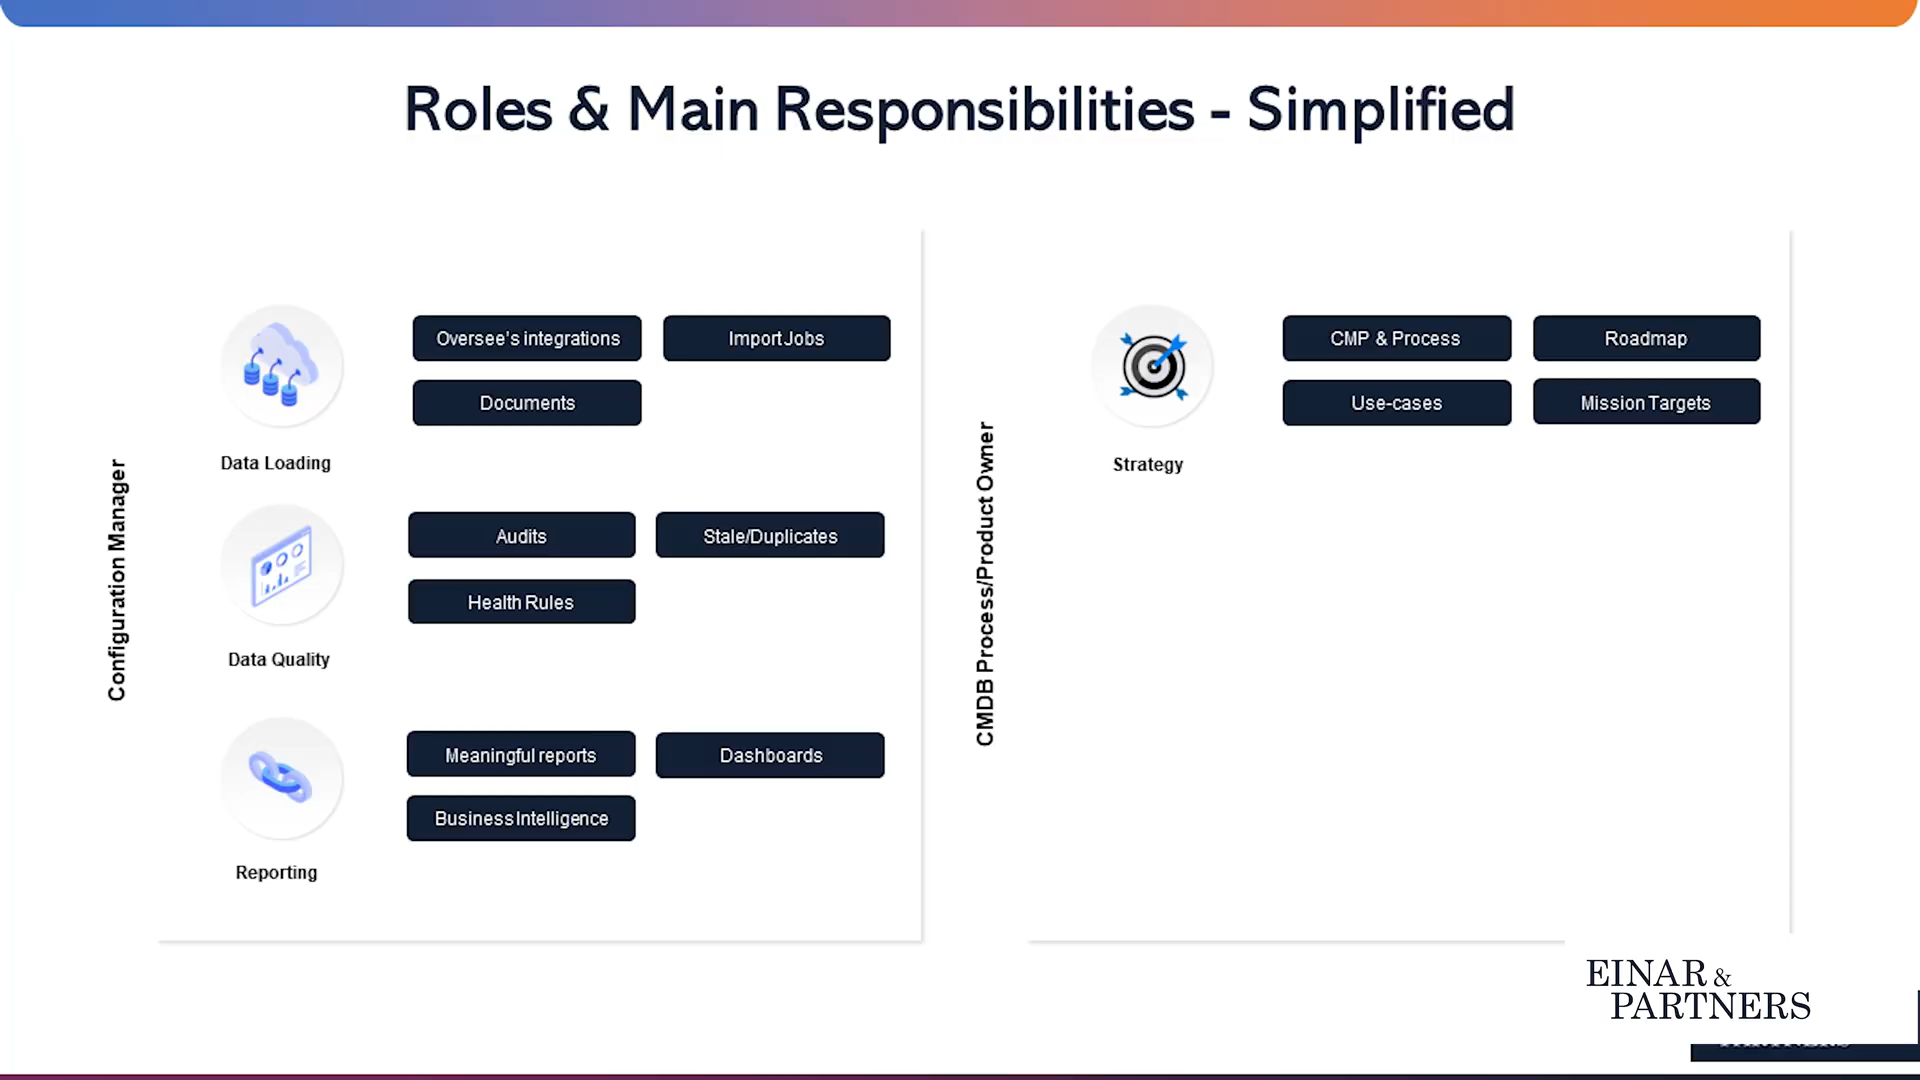 Roles & Main Responsibilities - Simplified
Configuration Manager
Oversee's integrations
Import Jobs
Documents
Data Loading
Audits
Stale/Duplicates
Health Rules
Data Quality
Meaningful reports
Dashboards
Business Intelligence
Reporting
CMDB Process/Product Owner
CMP & Process
Roadmap
Use-cases
Mission Targets
Strategy
EINAR &
PARTNERS